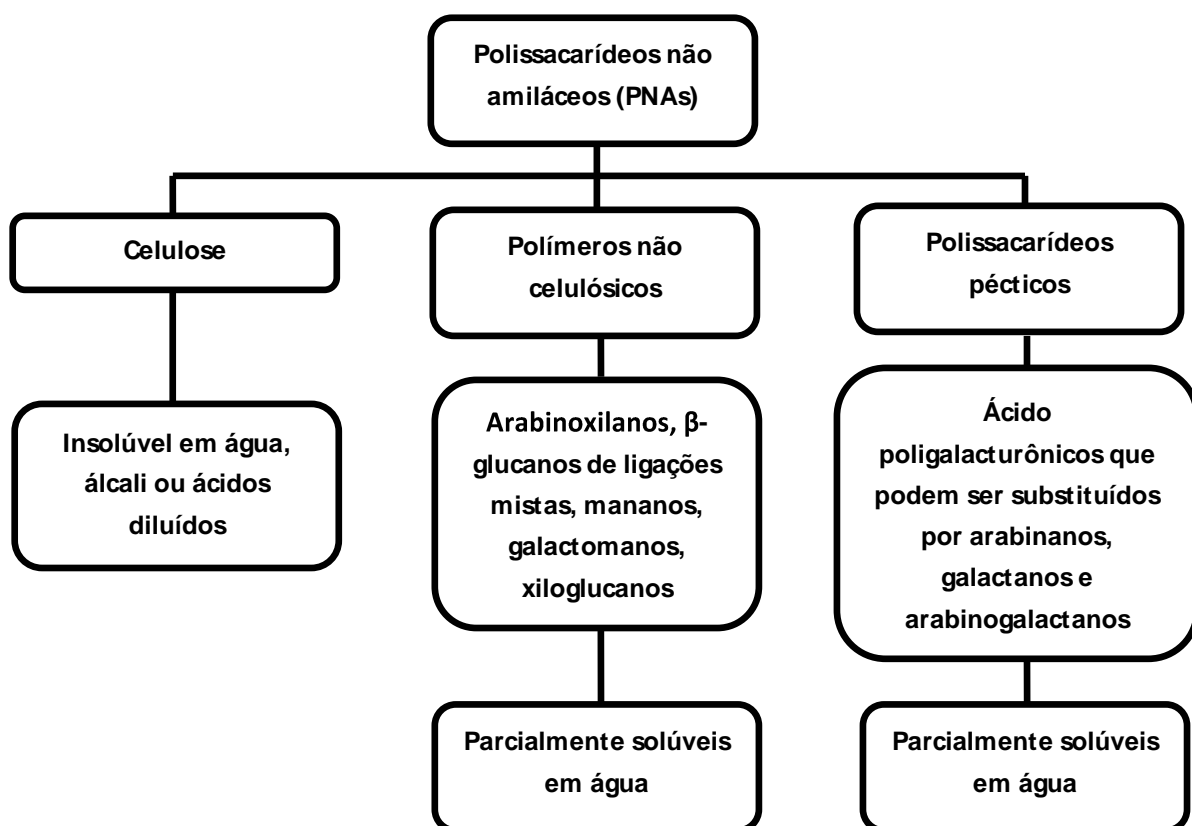 Polissacarídeos não
amiláceos (PNAs)
Celulose
Polímeros não
celulósicos
Polissacarídeos
pécticos
Insolúvel em água,
álcali ou ácidos
diluídos
Arabinoxilanos, β-
glucanos de ligações
mistas, mananos,
galactomanos,
xiloglucanos
Ácido
poligalacturônicos que
podem ser substituídos
por arabinanos,
galactanos e
arabinogalactanos
Parcialmente solúveis
em água
Parcialmente solúveis
em água